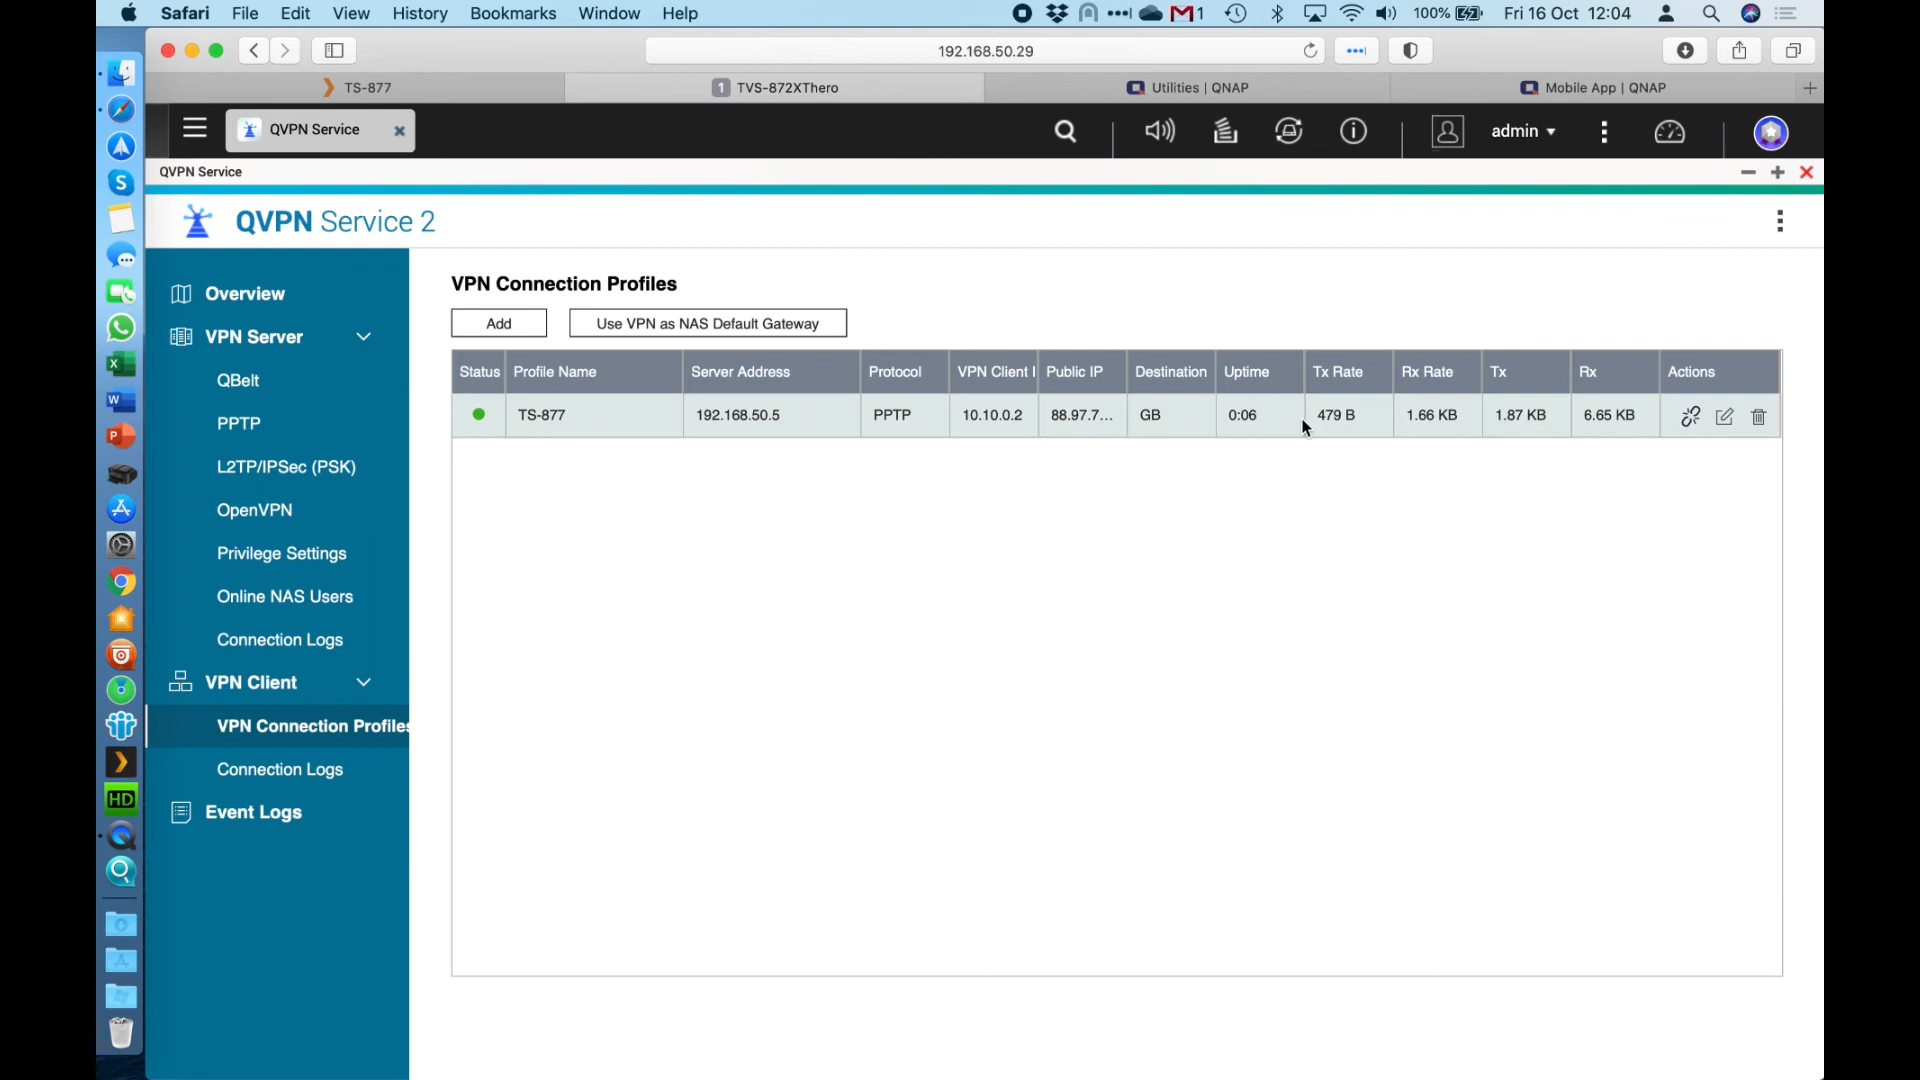 Safari File Edit View History Bookmarks Window Help 1 100% Fri 16 Oct 12:04
192.168.50.29
TS-877 1 TVS-872XThero Utilities | QNAP Mobile App | QNAP
QVPN Service admin
QVPN Service
QVPN Service 2
Overview
VPN Server
QBelt
PPTP
L2TP/IPSec (PSK)
OpenVPN
Privilege Settings
Online NAS Users
Connection Logs
VPN Client
VPN Connection Profiles
Connection Logs
Event Logs
VPN Connection Profiles
Add Use VPN as NAS Default Gateway
Status Profile Name Server Address Protocol VPN Client I Public IP Destination Uptime Tx Rate Rx Rate Tx Rx Actions
TS-877 192.168.50.5 PPTP 10.10.0.2 88.97.7... GB 0:06 479 B 1.66 KB 1.87 KB 6.65 KB
S
X
W
P
HD